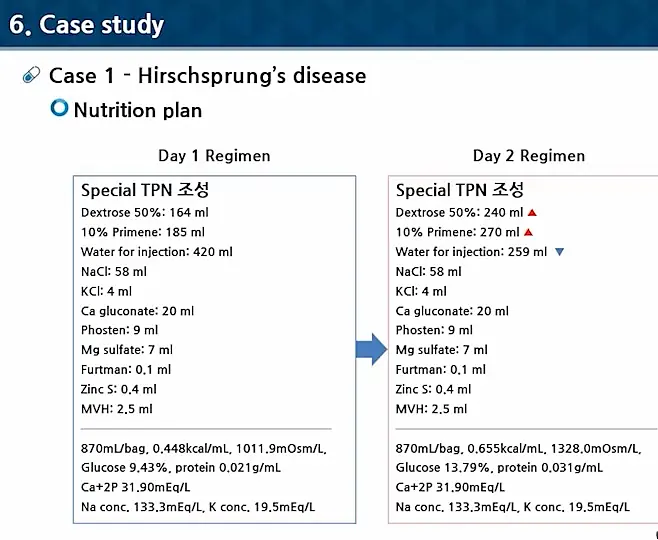 6. Case study
Case 1 - Hirschsprung's disease
Nutrition plan
Day 1 Regimen
Special TPN 조성
Dextrose 50%: 164 ml
10% Primene: 185 ml
Water for injection: 420 ml
NaCl: 58 ml
KCl: 4 ml
Ca gluconate: 20 ml
Phosten: 9 ml
Mg sulfate: 7 ml
Furtman: 0.1 ml
Zinc S: 0.4 ml
MVH: 2.5 ml
870mL/bag, 0.448kcal/mL, 1011.9mOsm/L,
Glucose 9.43%, protein 0.021g/mL
Ca+2P 31.90mEq/L
Na conc. 133.3mEq/L, K conc. 19.5mEq/L
Day 2 Regimen
Special TPN 조성
Dextrose 50%: 240 ml ▲
10% Primene: 270 ml ▲
Water for injection: 259 ml ▼
NaCl: 58 ml
KCl: 4 ml
Ca gluconate: 20 ml
Phosten: 9 ml
Mg sulfate: 7 ml
Furtman: 0.1 ml
Zinc S: 0.4 ml
MVH: 2.5 ml
870mL/bag, 0.655kcal/mL, 1328.0mOsm/L,
Glucose 13.79%, protein 0.031g/mL
Ca+2P 31.90mEq/L
Na conc. 133.3mEq/L, K conc. 19.5mEq/L